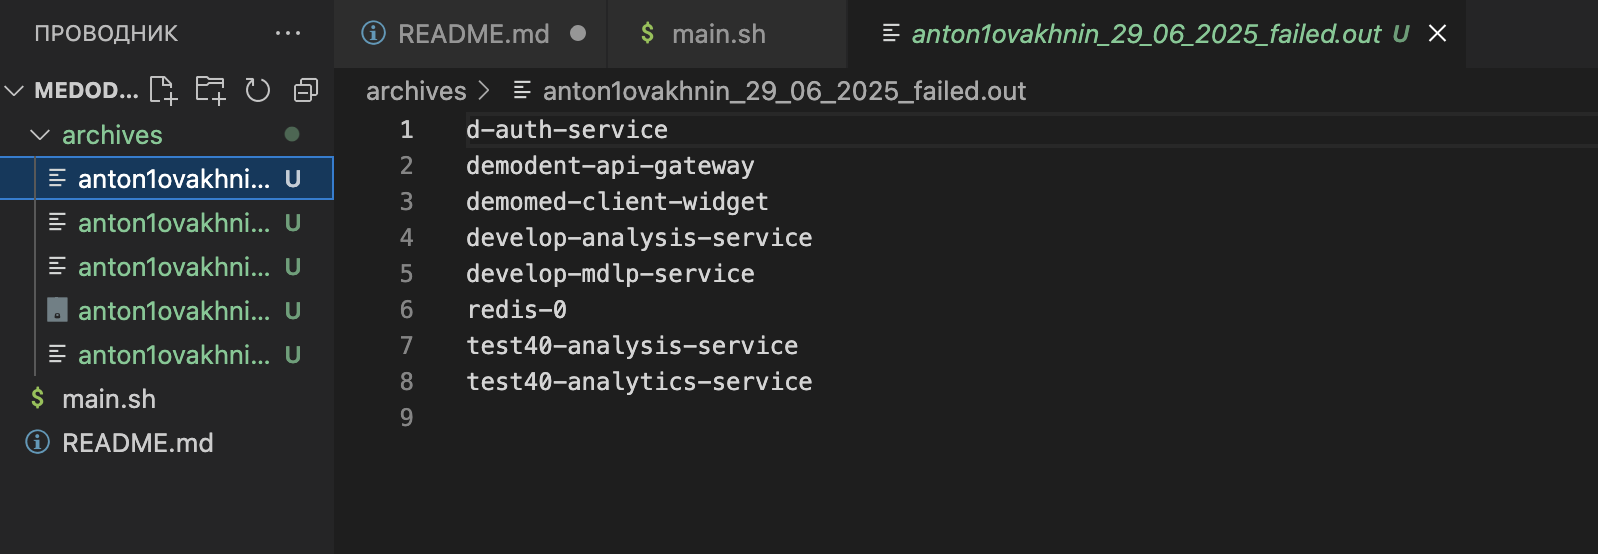 ПРОВОДНИК ···
MEDOD...
archives
anton1ovakhni... U
anton1ovakhni... U
anton1ovakhni... U
anton1ovakhni... U
anton1ovakhni... U
$ main.sh
README.md
README.md $ main.sh anton1ovakhnin_29_06_2025_failed.out U
archives > anton1ovakhnin_29_06_2025_failed.out
1 d-auth-service
2 demodent-api-gateway
3 demomed-client-widget
4 develop-analysis-service
5 develop-mdlp-service
6 redis-0
7 test40-analysis-service
8 test40-analytics-service
9